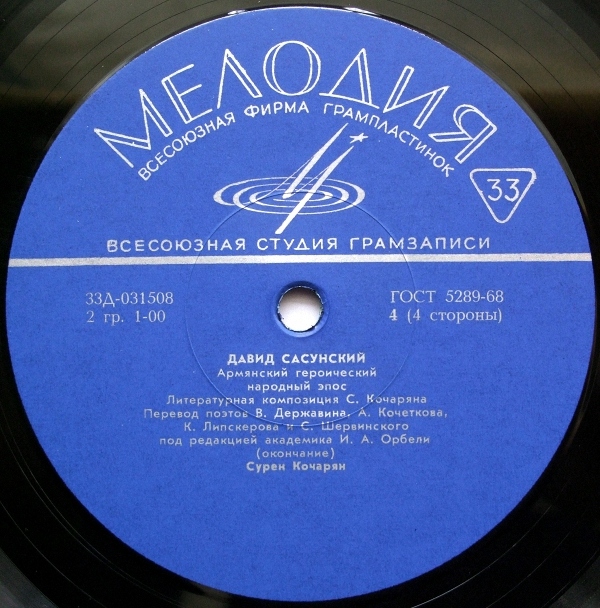 МЕЛОДИЯ
ВСЕСОЮЗНАЯ ФИРМА ГРАМПЛАСТИНОК
33
ВСЕСОЮЗНАЯ СТУДИЯ ГРАМЗАПИСИ
33Д-031508
ГОСТ 5289-68
2 гр. 1-00
4 (4 стороны)
ДАВИД САСУНСКИЙ
Армянский героический
народный эпос
Литературная композиция С. Кочаряна
Перевод поэтов В. Державина, А. Кочеткова,
К. Липскерова и С. Шервинского
под редакцией академика И. А. Орбели
(окончание)
Сурен Кочарян